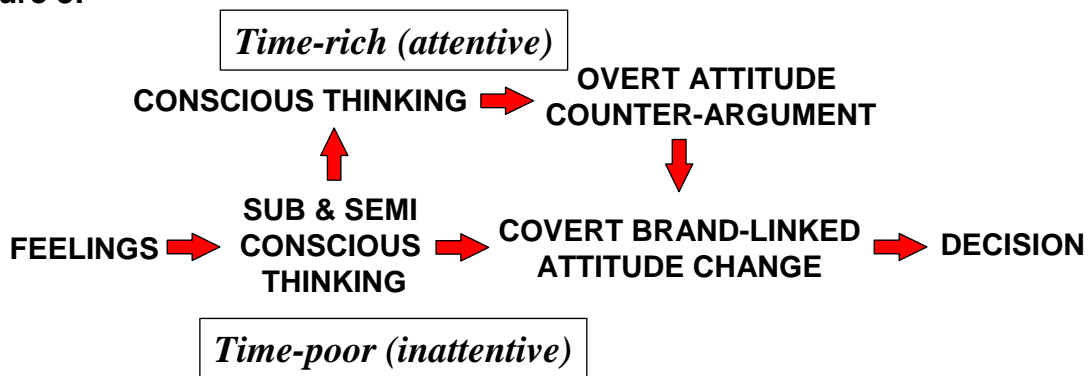 Time-rich (attentive)
CONSCIOUS THINKING
OVERT ATTITUDE
COUNTER-ARGUMENT
FEELINGS
SUB & SEMI
CONSCIOUS
THINKING
COVERT BRAND-LINKED
ATTITUDE CHANGE
DECISION
Time-poor (inattentive)